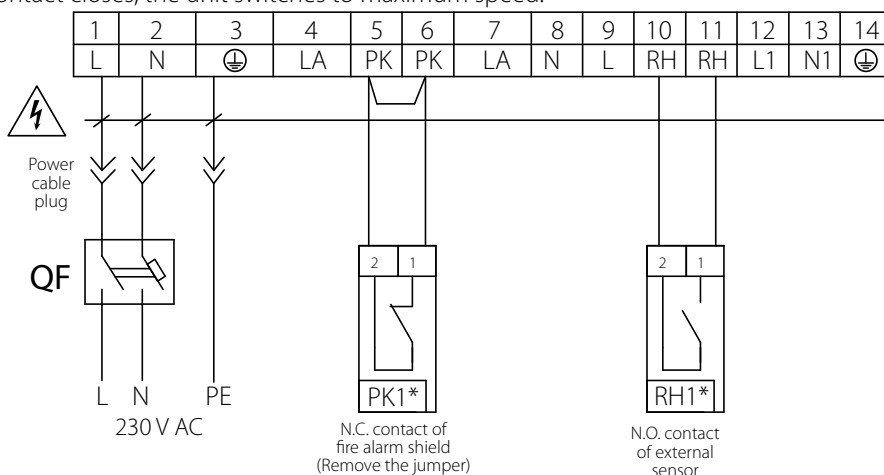 contact closes, the unit switches to maximum speed.
1 2 3 4 5 6 7 8 9 10 11 12 13 14
L N LA PK PK LA N L RH RH L1 N1
Power
cable
plug
QF
2 1
2 1
L N PE
PK1*
RH1*
230 V AC
N.C. contact of
fire alarm shield
(Remove the jumper)
N.O. contact
of external
sensor